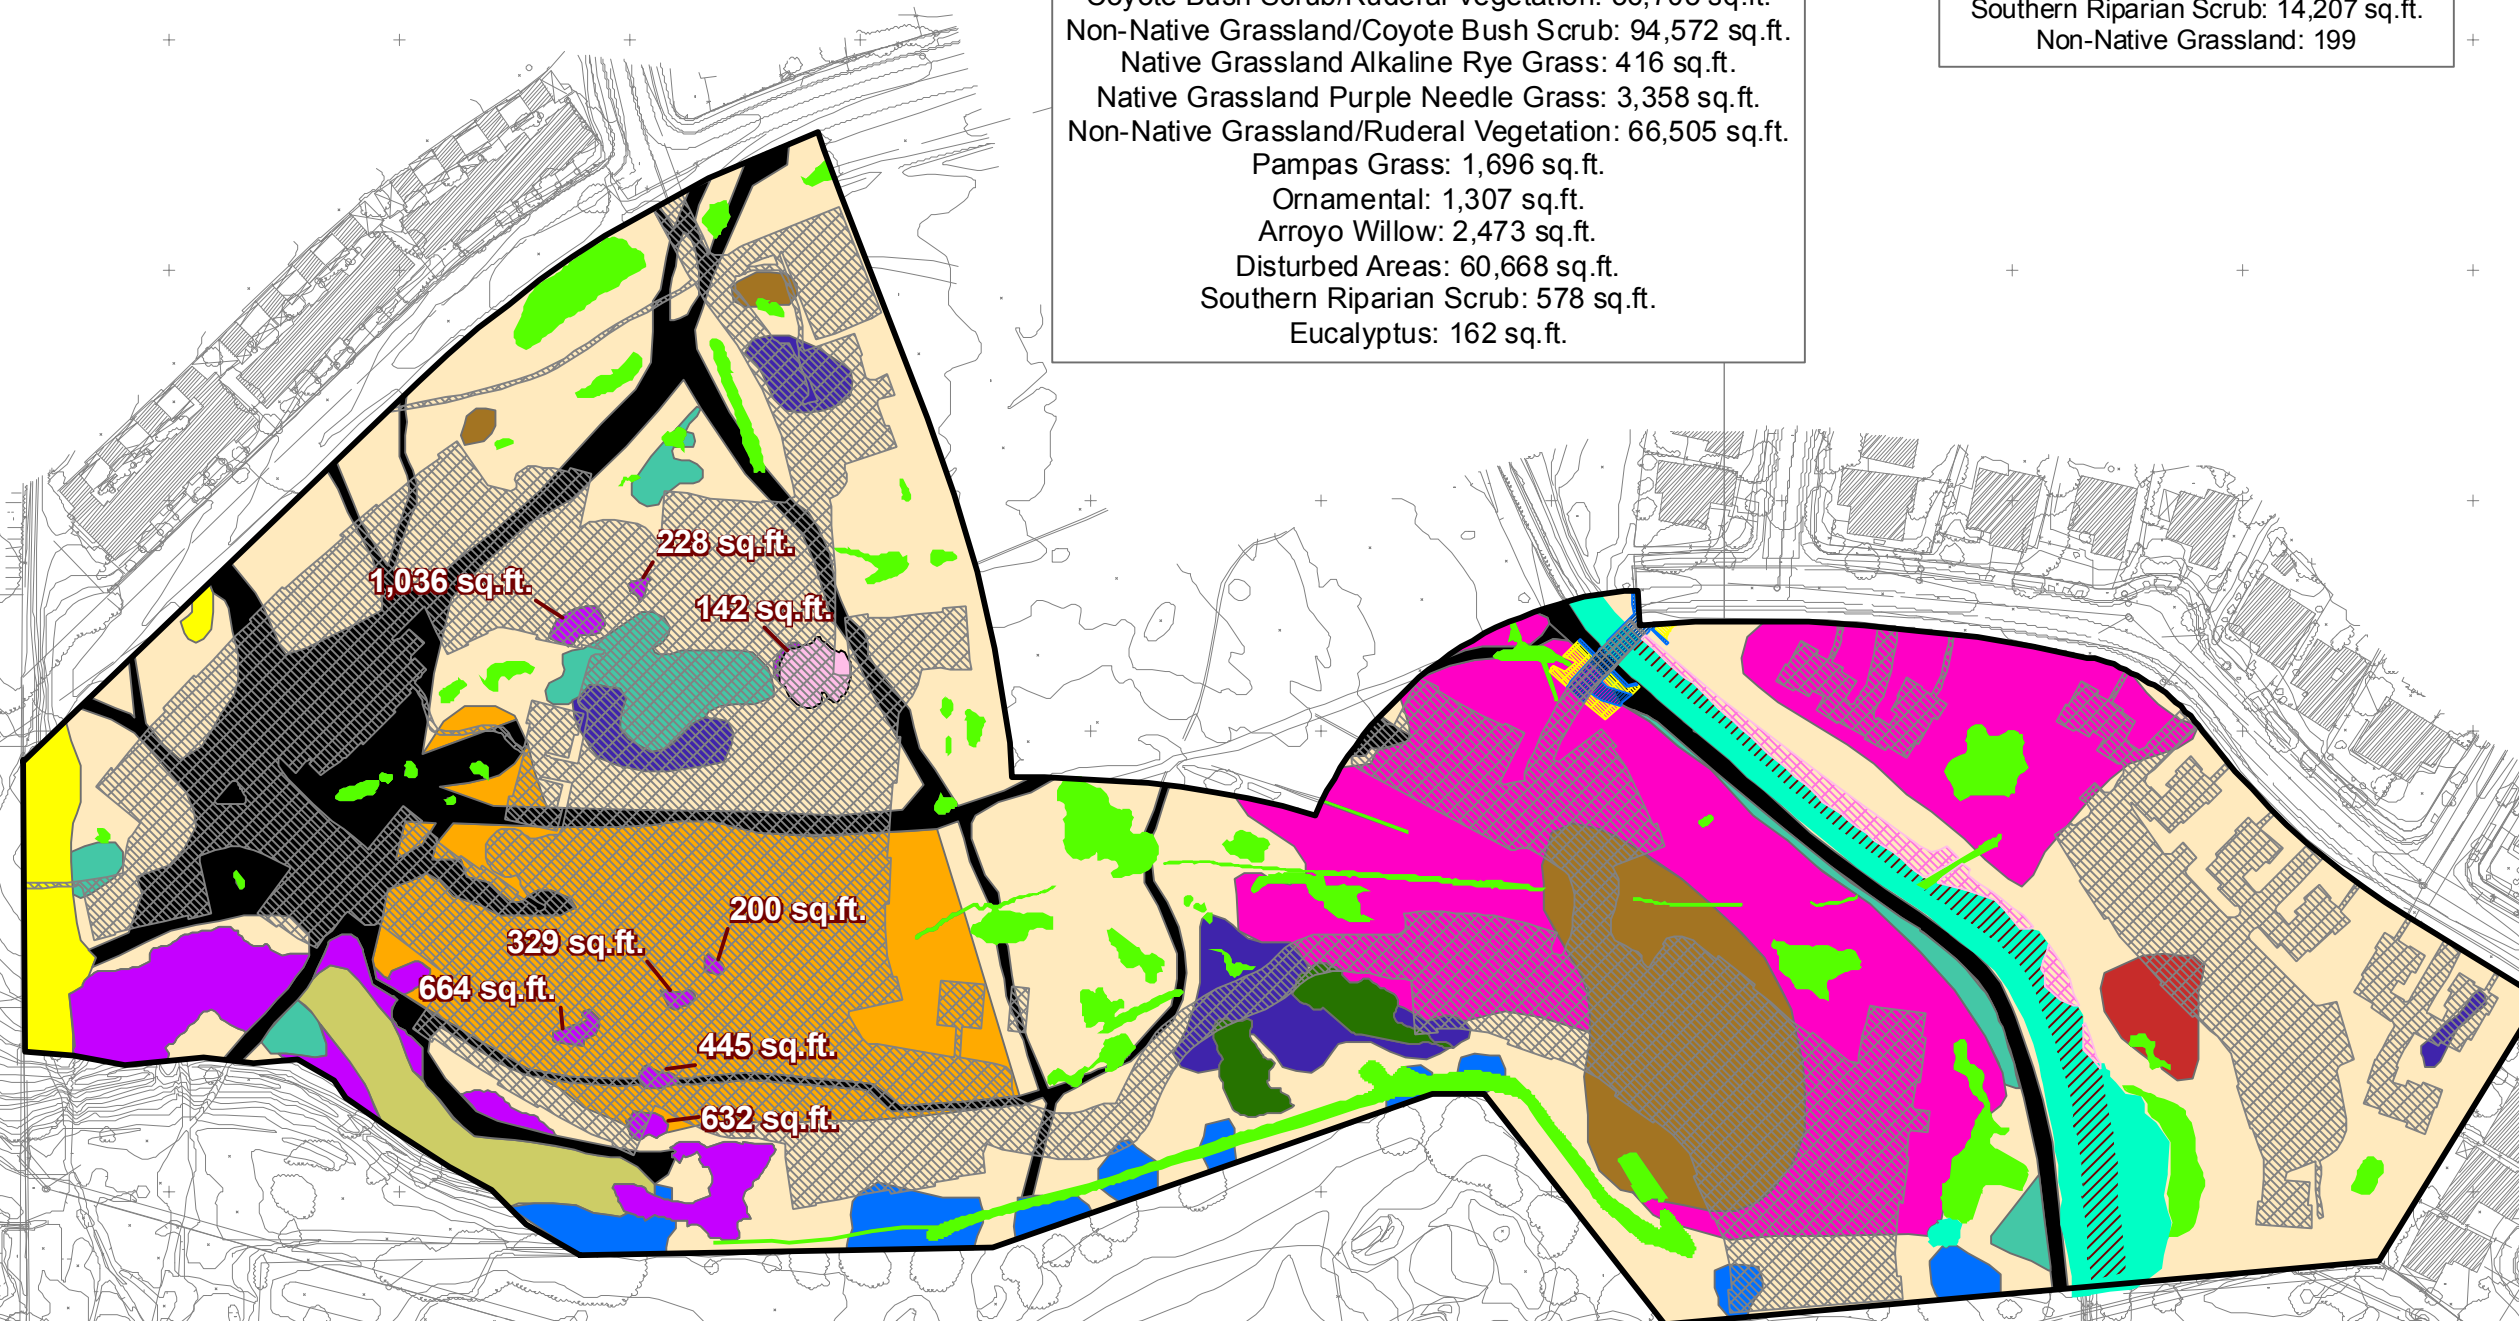 Coyote Bush Scrub/Ruderal Vegetation:
Non-Native Grassland/Coyote Bush Scrub: 94,572 sq.ft.
Native Grassland Alkaline Rye Grass: 416 sq.ft.
Native Grassland Purple Needle Grass: 3,358 sq.ft.
Non-Native Grassland/Ruderal Vegetation: 66,505 sq.ft.
Pampas Grass: 1,696 sq.ft.
Ornamental: 1,307 sq.ft.
Arroyo Willow: 2,473 sq.ft.
Disturbed Areas: 60,668 sq.ft.
Southern Riparian Scrub: 578 sq.ft.
Eucalyptus: 162 sq.ft.
Southern Riparian Scrub: 14,207 sq.ft.
Non-Native Grassland: 199
228 sq.ft.
1,036 sq.ft.
142 sq.ft.
200 sq.ft.
329 sq.ft.
664 sq.ft.
445 sq.ft.
632 sq.ft.